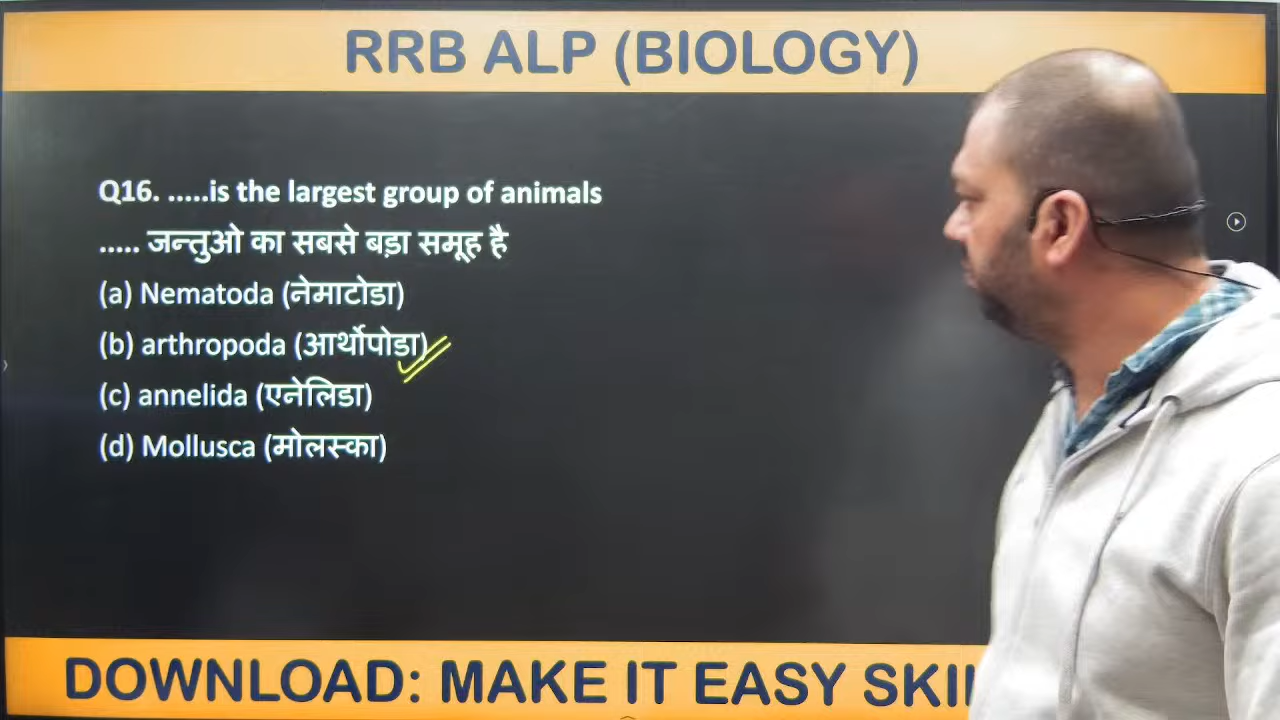 RRB ALP (BIOLOGY)
Q16. .....is the largest group of animals
..... जन्तुओ का सबसे बड़ा समूह है
(a) Nematoda (नेमाटोडा)
(b) arthropoda (आर्थोपोडा)
(c) annelida (एनेलिडा)
(d) Mollusca (मोलस्का)
DOWNLOAD: MAKE IT EASY